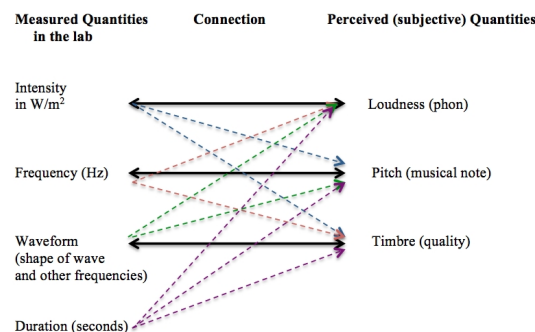 Measured Quantities Connection Perceived (subjective) Quantities
in the lab
Intensity
in W/m² Loudness (phon)
Frequency (Hz) Pitch (musical note)
Waveform Timbre (quality)
(shape of wave
and other frequencies)
Duration (seconds)